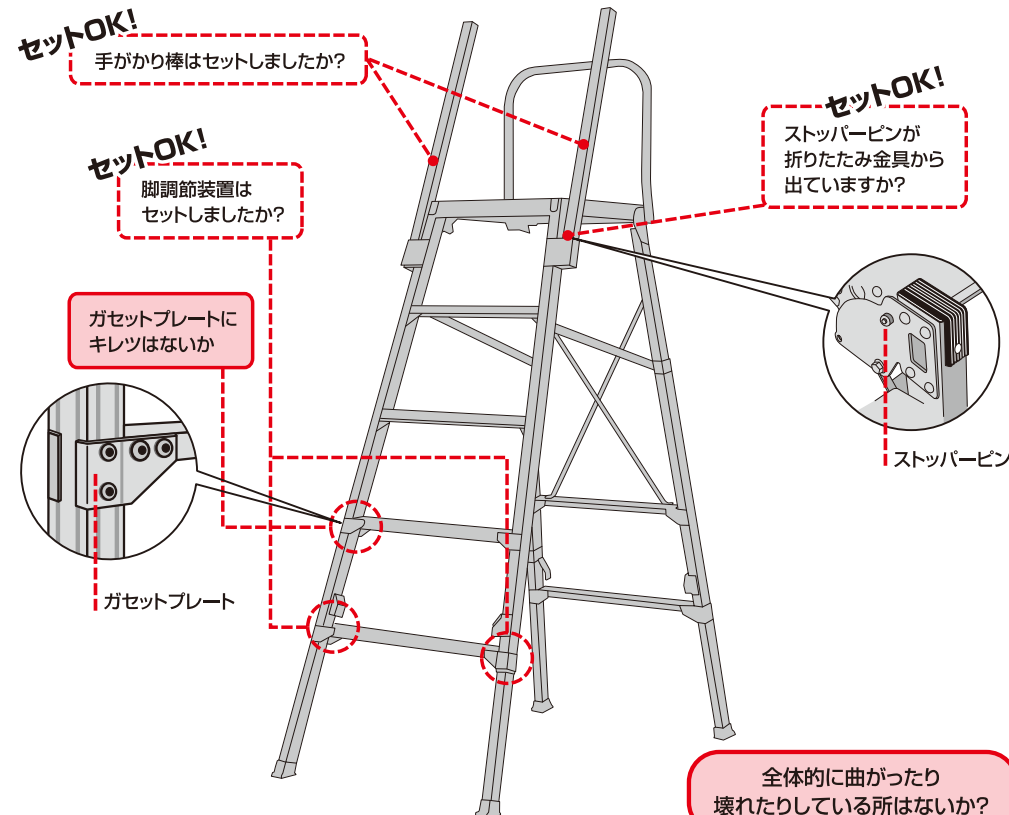 セットOK!
手がかり棒はセットしましたか?
セットOK!
ストッパーピンが
折りたたみ金具から
出ていますか?
セットOK!
脚調節装置は
セットしましたか?
ガセットプレートに
キレツはないか
ストッパーピン
ガセットプレート
全体的に曲がったり
壊れたりしている所はないか?